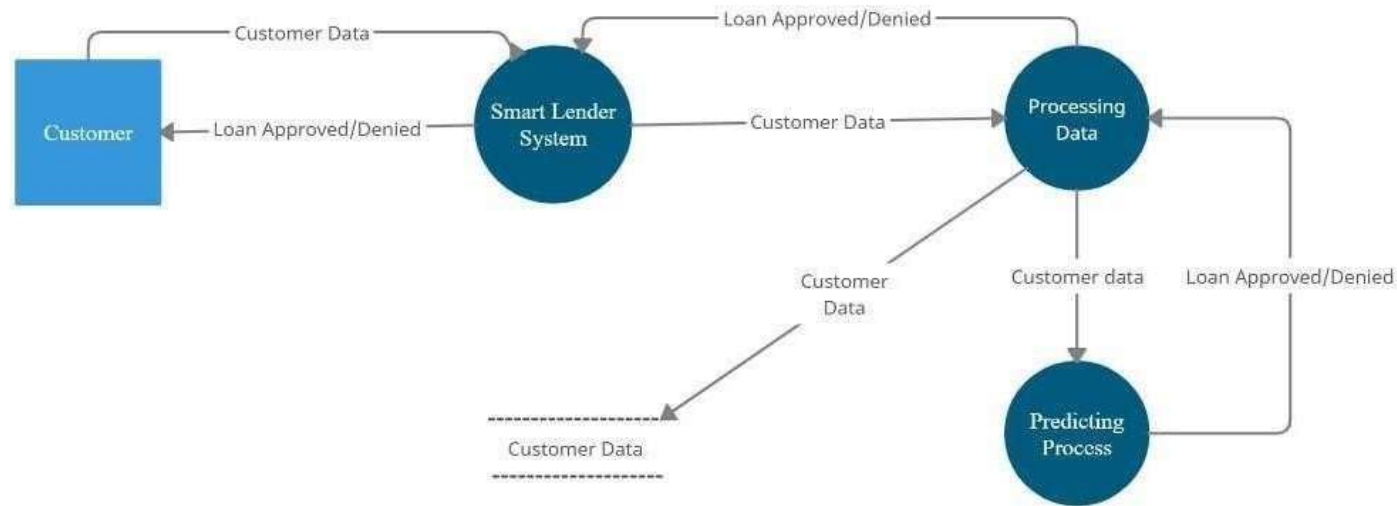 Loan Approved/Denied
Customer Data
Customer
Loan Approved/Denied
Smart Lender
System
Customer Data
Processing
Data
Customer
Data
Customer data
Loan Approved/Denied
Customer Data
Predicting
Process